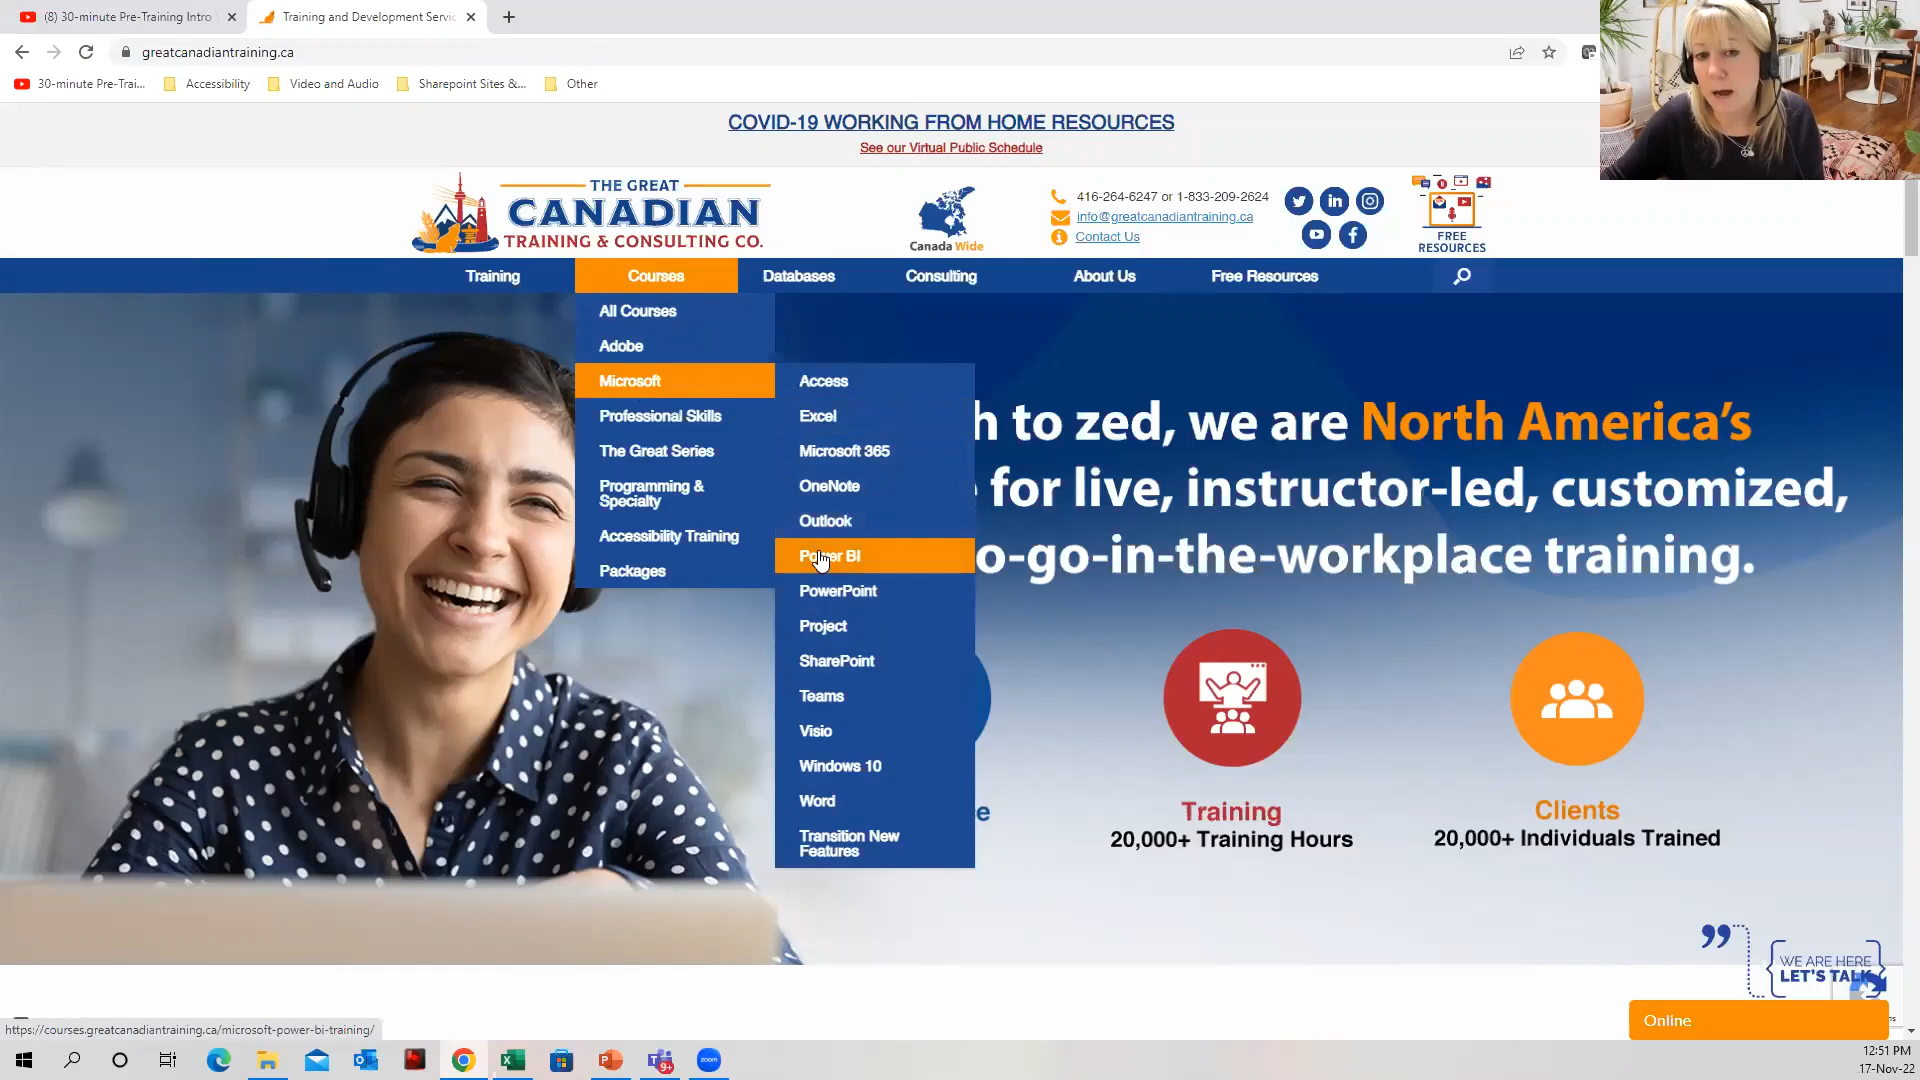 (8) 30-minute Pre-Training Intro
Training and Development Servic
greatcanadiantraining.ca
30-minute Pre-Trai...
Accessibility
Video and Audio
Sharepoint Sites &...
Other
COVID-19 WORKING FROM HOME RESOURCES
See our Virtual Public Schedule
THE GREAT
CANADIAN
TRAINING & CONSULTING CO.
Canada Wide
416-264-6247 or 1-833-209-2624
info@greatcanadiantraining.ca
Contact Us
FREE
RESOURCES
Training
Courses
Databases
Consulting
About Us
Free Resources
All Courses
Adobe
Microsoft
Professional Skills
The Great Series
Programming &
Specialty
Accessibility Training
Packages
Access
Excel
Microsoft 365
OneNote
Outlook
Power BI
PowerPoint
Project
SharePoint
Teams
Visio
Windows 10
Word
Transition New
Features
h to zed, we are North America's
for live, instructor-led, customized,
o-go-in-the-workplace training.
Training
20,000+ Training Hours
Clients
20,000+ Individuals Trained
WE ARE HERE
LET'S TALK
Online
https://courses.greatcanadiantraining.ca/microsoft-power-bi-training/
9+
zoom
12:51 PM
17-Nov-22